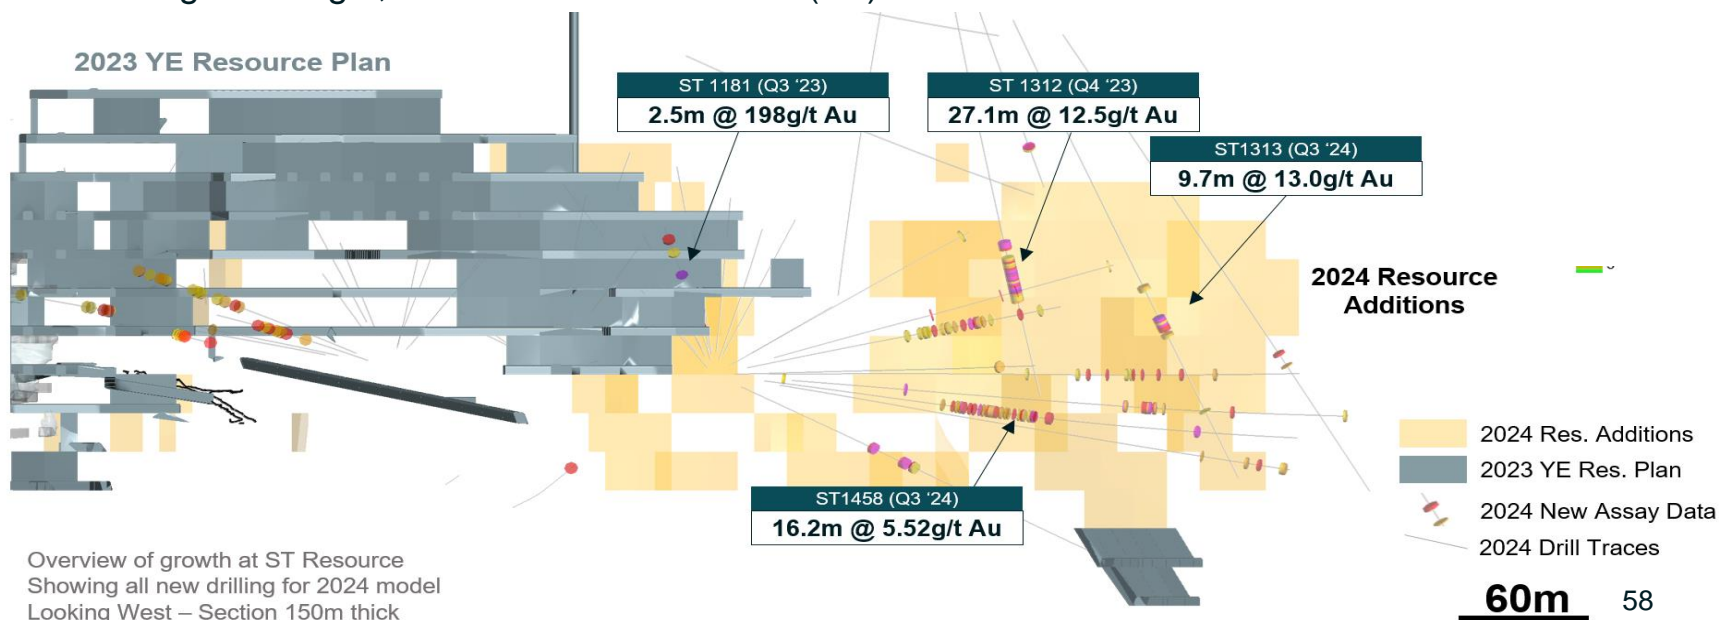 2023 YE Resource Plan
ST 1181 (Q3 ‘23)
2.5m @ 198g/t Au
ST 1312 (Q4 ‘23)
27.1m @ 12.5g/t Au
ST1313 (Q3 ‘24)
9.7m @ 13.0g/t Au
2024 Resource
Additions
ST1458 (Q3 ‘24)
16.2m @ 5.52g/t Au
2024 Res. Additions
2023 YE Res. Plan
2024 New Assay Data
2024 Drill Traces
Overview of growth at ST Resource
Showing all new drilling for 2024 model
Looking West – Section 150m thick
60m
58